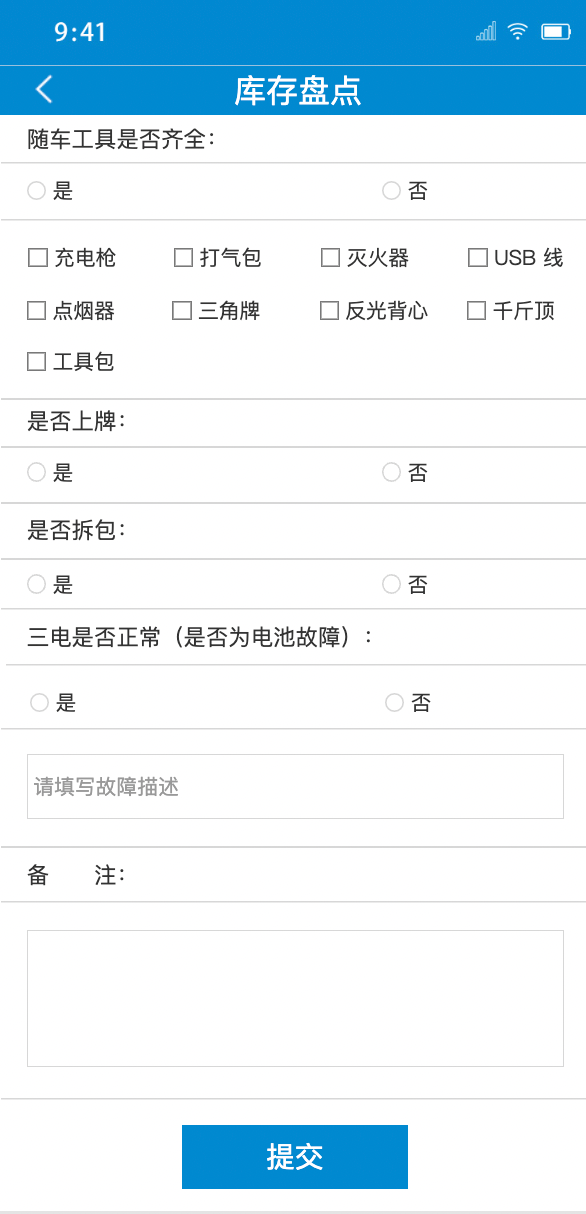 9:41
库存盘点
随车工具是否齐全：
是 否
充电枪 打气包 灭火器 USB 线
点烟器 三角牌 反光背心 千斤顶
工具包
是否上牌：
是 否
是否拆包：
是 否
三电是否正常（是否为电池故障）：
是 否
请填写故障描述
备 注：
提交